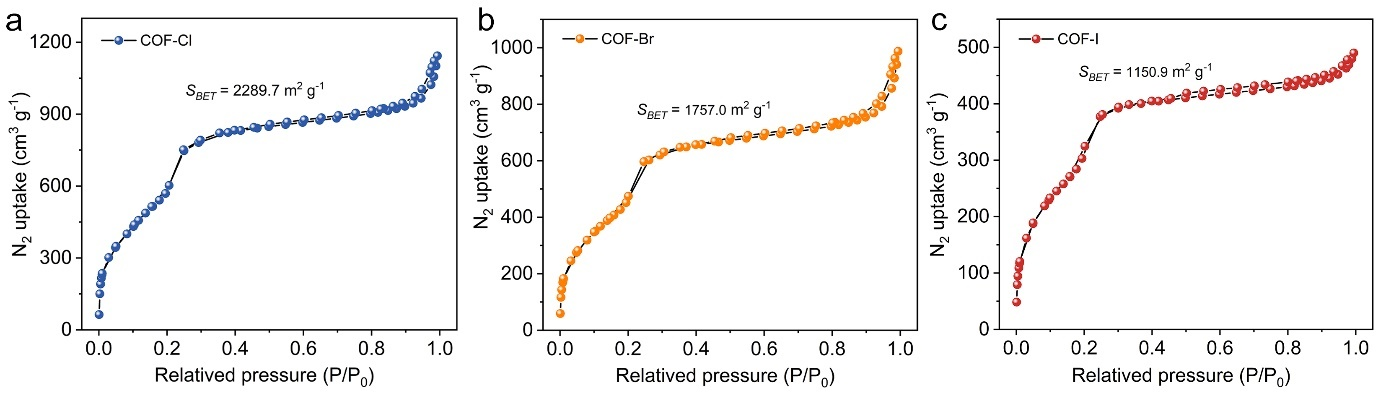 a
COF-Cl
S_BET = 2289.7 m² g⁻¹
N₂ uptake (cm³ g⁻¹)
1200
900
600
300
0
0.0 0.2 0.4 0.6 0.8 1.0
Relatived pressure (P/P₀)
b
COF-Br
S_BET = 1757.0 m² g⁻¹
N₂ uptake (cm³ g⁻¹)
1000
800
600
400
200
0
0.0 0.2 0.4 0.6 0.8 1.0
Relatived pressure (P/P₀)
c
COF-I
S_BET = 1150.9 m² g⁻¹
N₂ uptake (cm³ g⁻¹)
500
400
300
200
100
0
0.0 0.2 0.4 0.6 0.8 1.0
Relatived pressure (P/P₀)